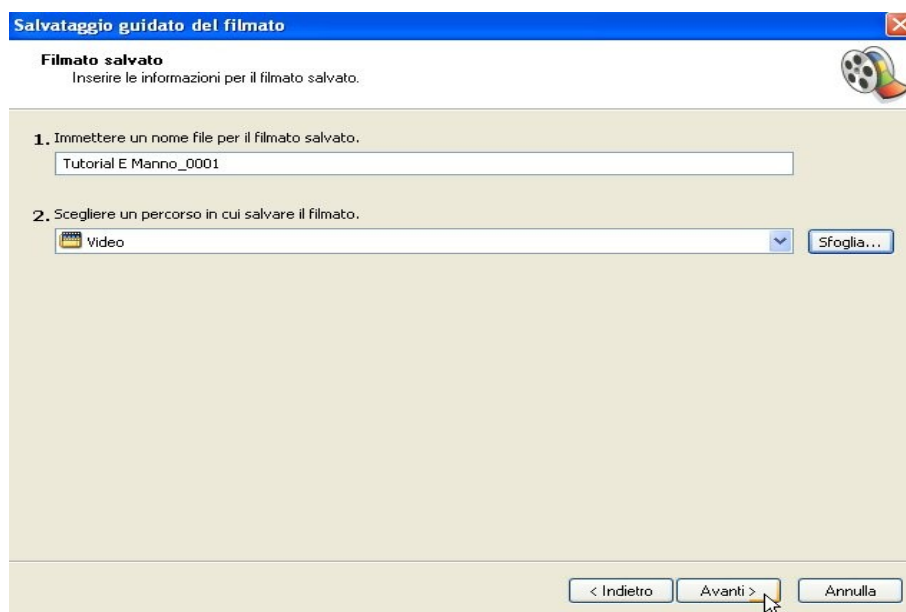 Salvataggio guidato del filmato
Filmato salvato
Inserire le informazioni per il filmato salvato.
1. Immettere un nome file per il filmato salvato.
Tutorial E Manno_0001
2. Scegliere un percorso in cui salvare il filmato.
Video
Sfoglia...
< Indietro
Avanti >
Annulla